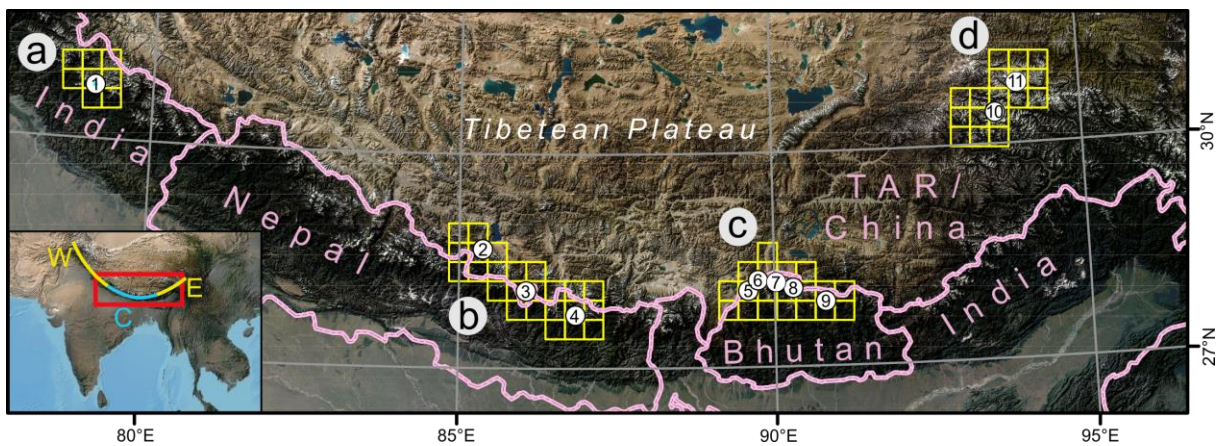 a
1
India
Nepal
Tibetean Plateau
TAR/
China
India
Bhutan
b
2
3
4
c
5
6
7
8
9
d
10
11
W
C
E
30°N
27°N
80°E
85°E
90°E
95°E